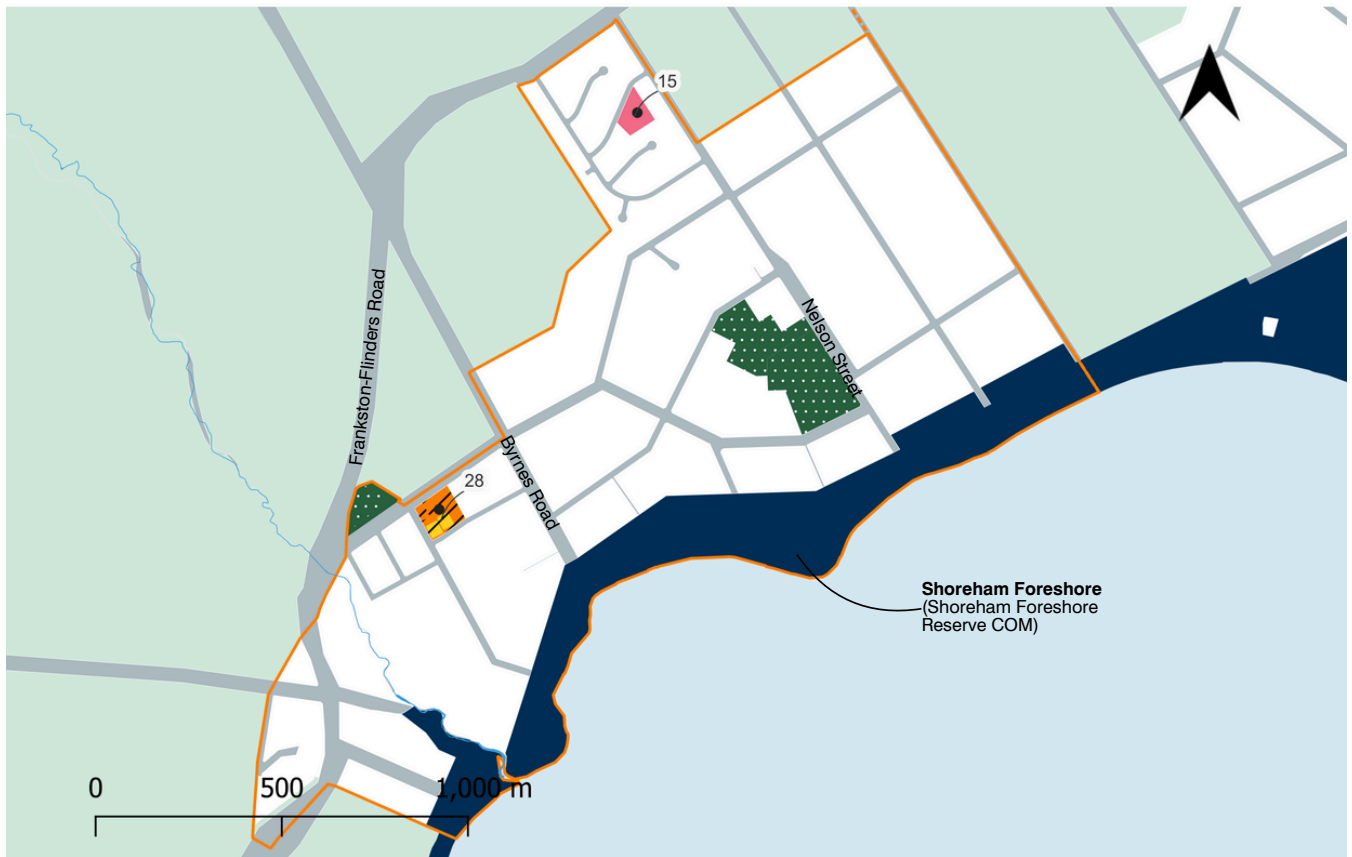 15
Nelson Street
Frankston-Flinders Road
Byrnes Road
28
Shoreham Foreshore
(Shoreham Foreshore
Reserve COM)
0 500 1,000 m